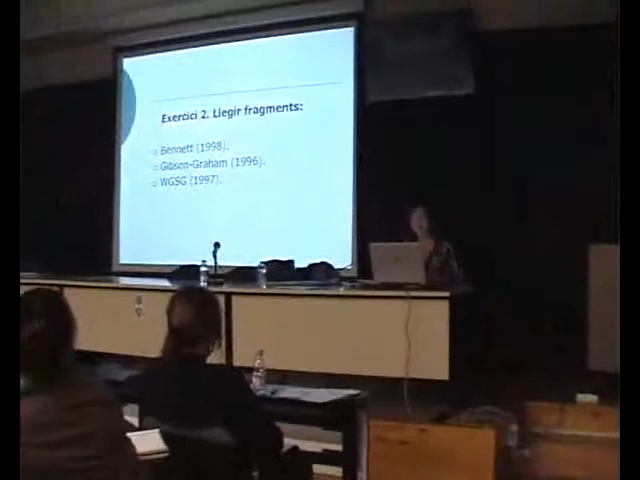 Exercici 2. Llegir fragments:
Bennett (1998).
Gibson-Graham (1996).
WGSG (1997).